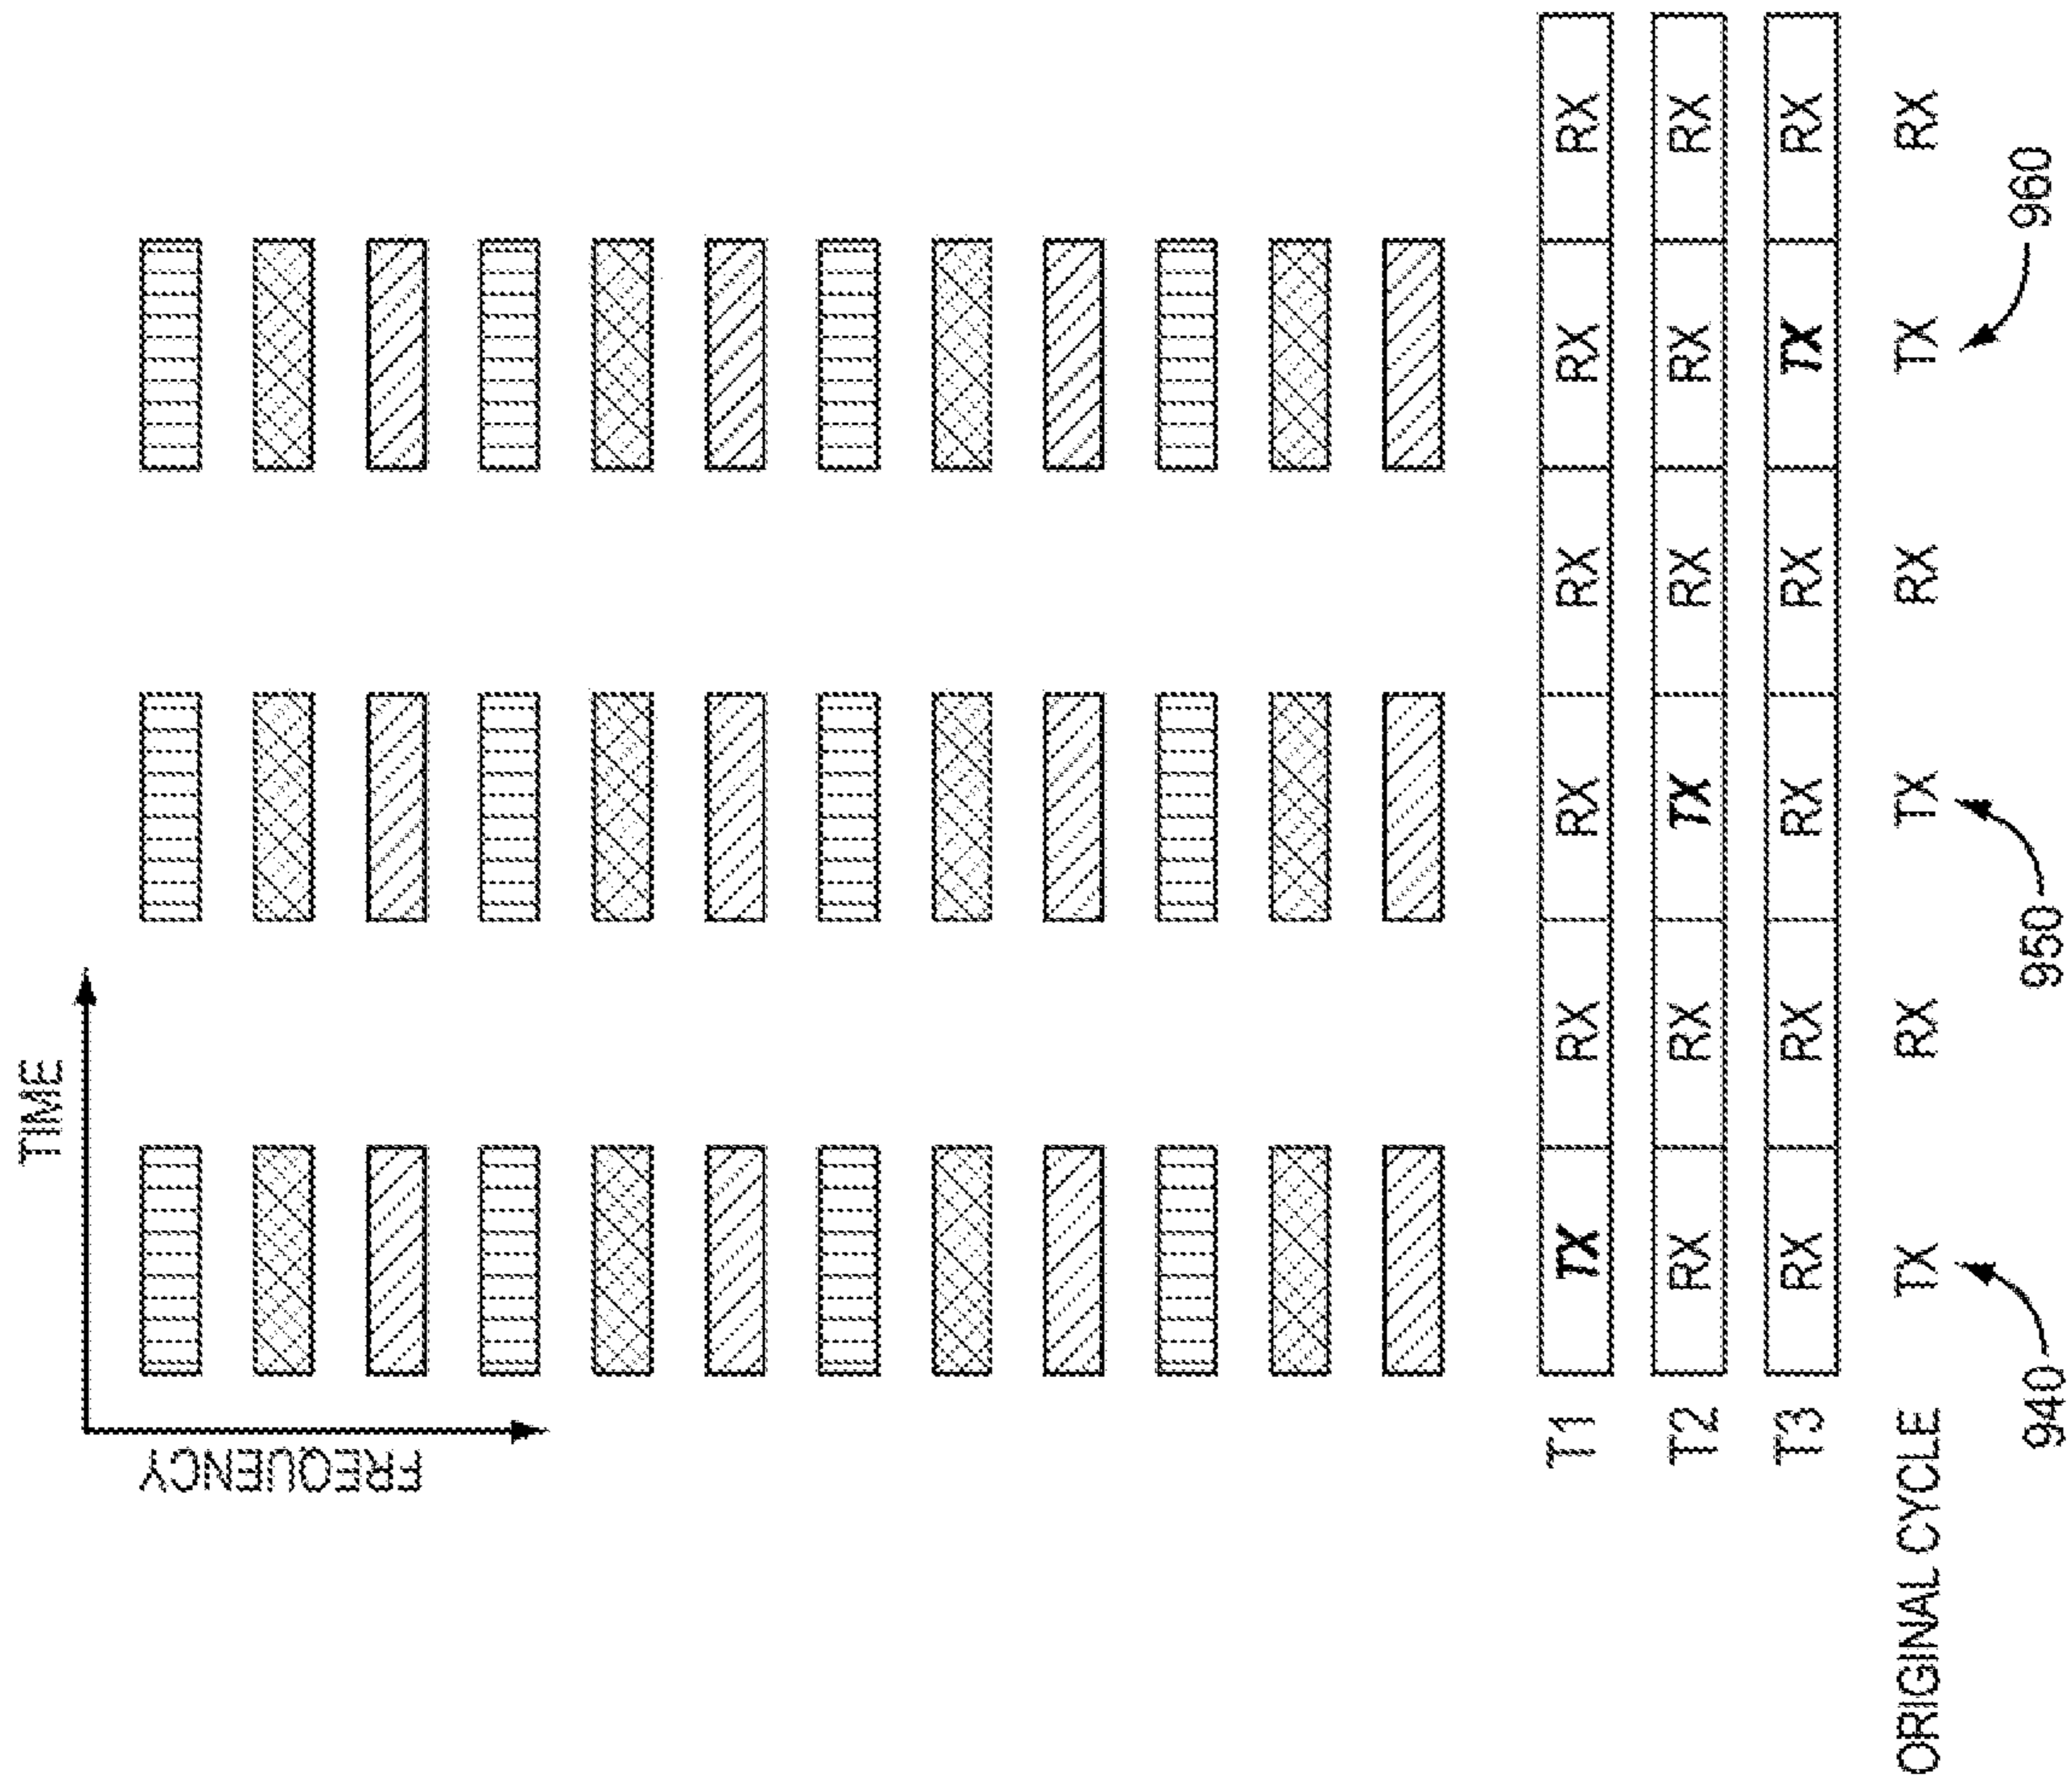 TIME
FREQUENCY
T1 TX RX RX RX RX RX
T2 RX RX TX RX RX RX
T3 RX RX RX RX TX RX
ORIGINAL CYCLE TX RX TX RX TX RX
940 950 960